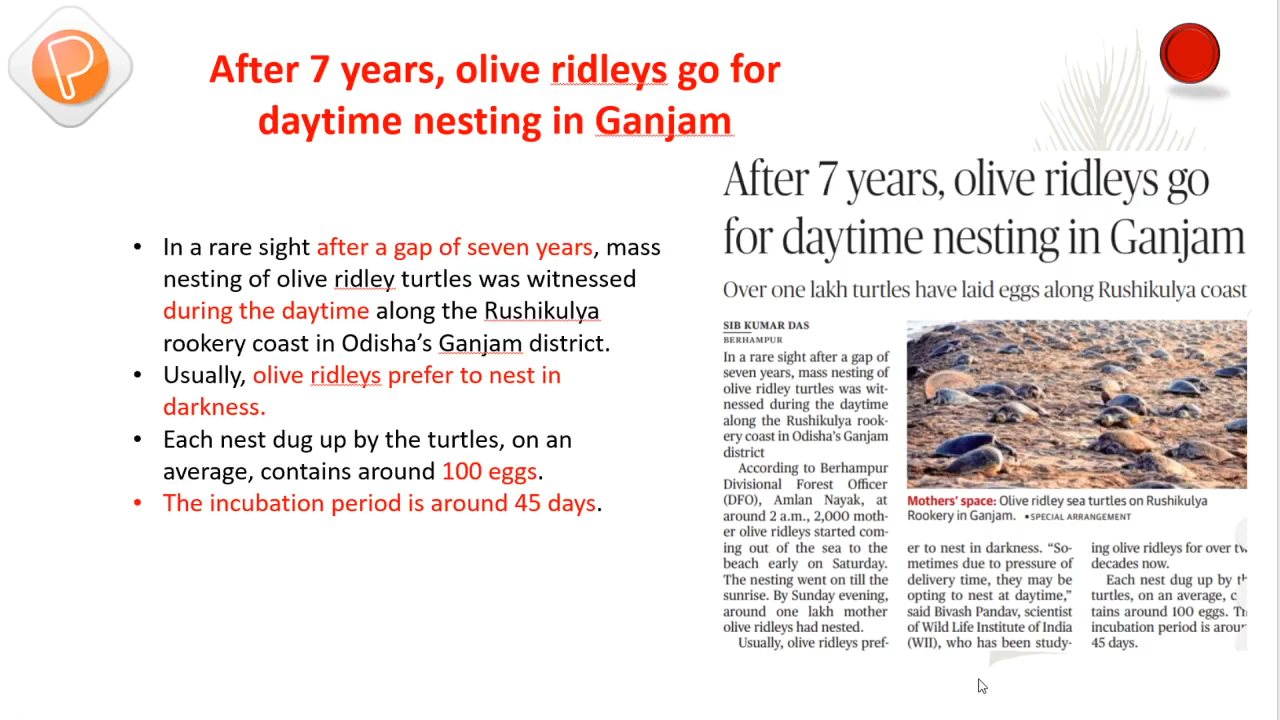 After 7 years, olive ridleys go for
daytime nesting in Ganjam
• In a rare sight after a gap of seven years, mass
nesting of olive ridley turtles was witnessed
during the daytime along the Rushikulya
rookery coast in Odisha’s Ganjam district.
• Usually, olive ridleys prefer to nest in
darkness.
• Each nest dug up by the turtles, on an
average, contains around 100 eggs.
• The incubation period is around 45 days.
After 7 years, olive ridleys go
for daytime nesting in Ganjam
Over one lakh turtles have laid eggs along Rushikulya coast
SIB KUMAR DAS
BERHAMPUR
In a rare sight after a gap of
seven years, mass nesting of
olive ridley turtles was wit-
nessed during the daytime
along the Rushikulya rook-
ery coast in Odisha’s Ganjam
district
According to Berhampur
Divisional Forest Officer
(DFO), Amlan Nayak, at
around 2 a.m., 2,000 moth-
er olive ridleys started com-
ing out of the sea to the
beach early on Saturday.
The nesting went on till the
sunrise. By Sunday evening,
around one lakh mother
olive ridleys had nested.
Usually, olive ridleys pref-
Mothers’ space: Olive ridley sea turtles on Rushikulya
Rookery in Ganjam. •SPECIAL ARRANGEMENT
er to nest in darkness. “So-
metimes due to pressure of
delivery time, they may be
opting to nest at daytime,”
said Bivash Pandav, scientist
of Wild Life Institute of India
(WII), who has been study-
ing olive ridleys for over
decades now.
Each nest dug up by
turtles, on an average,
tains around 100 eggs.
incubation period is
45 days.